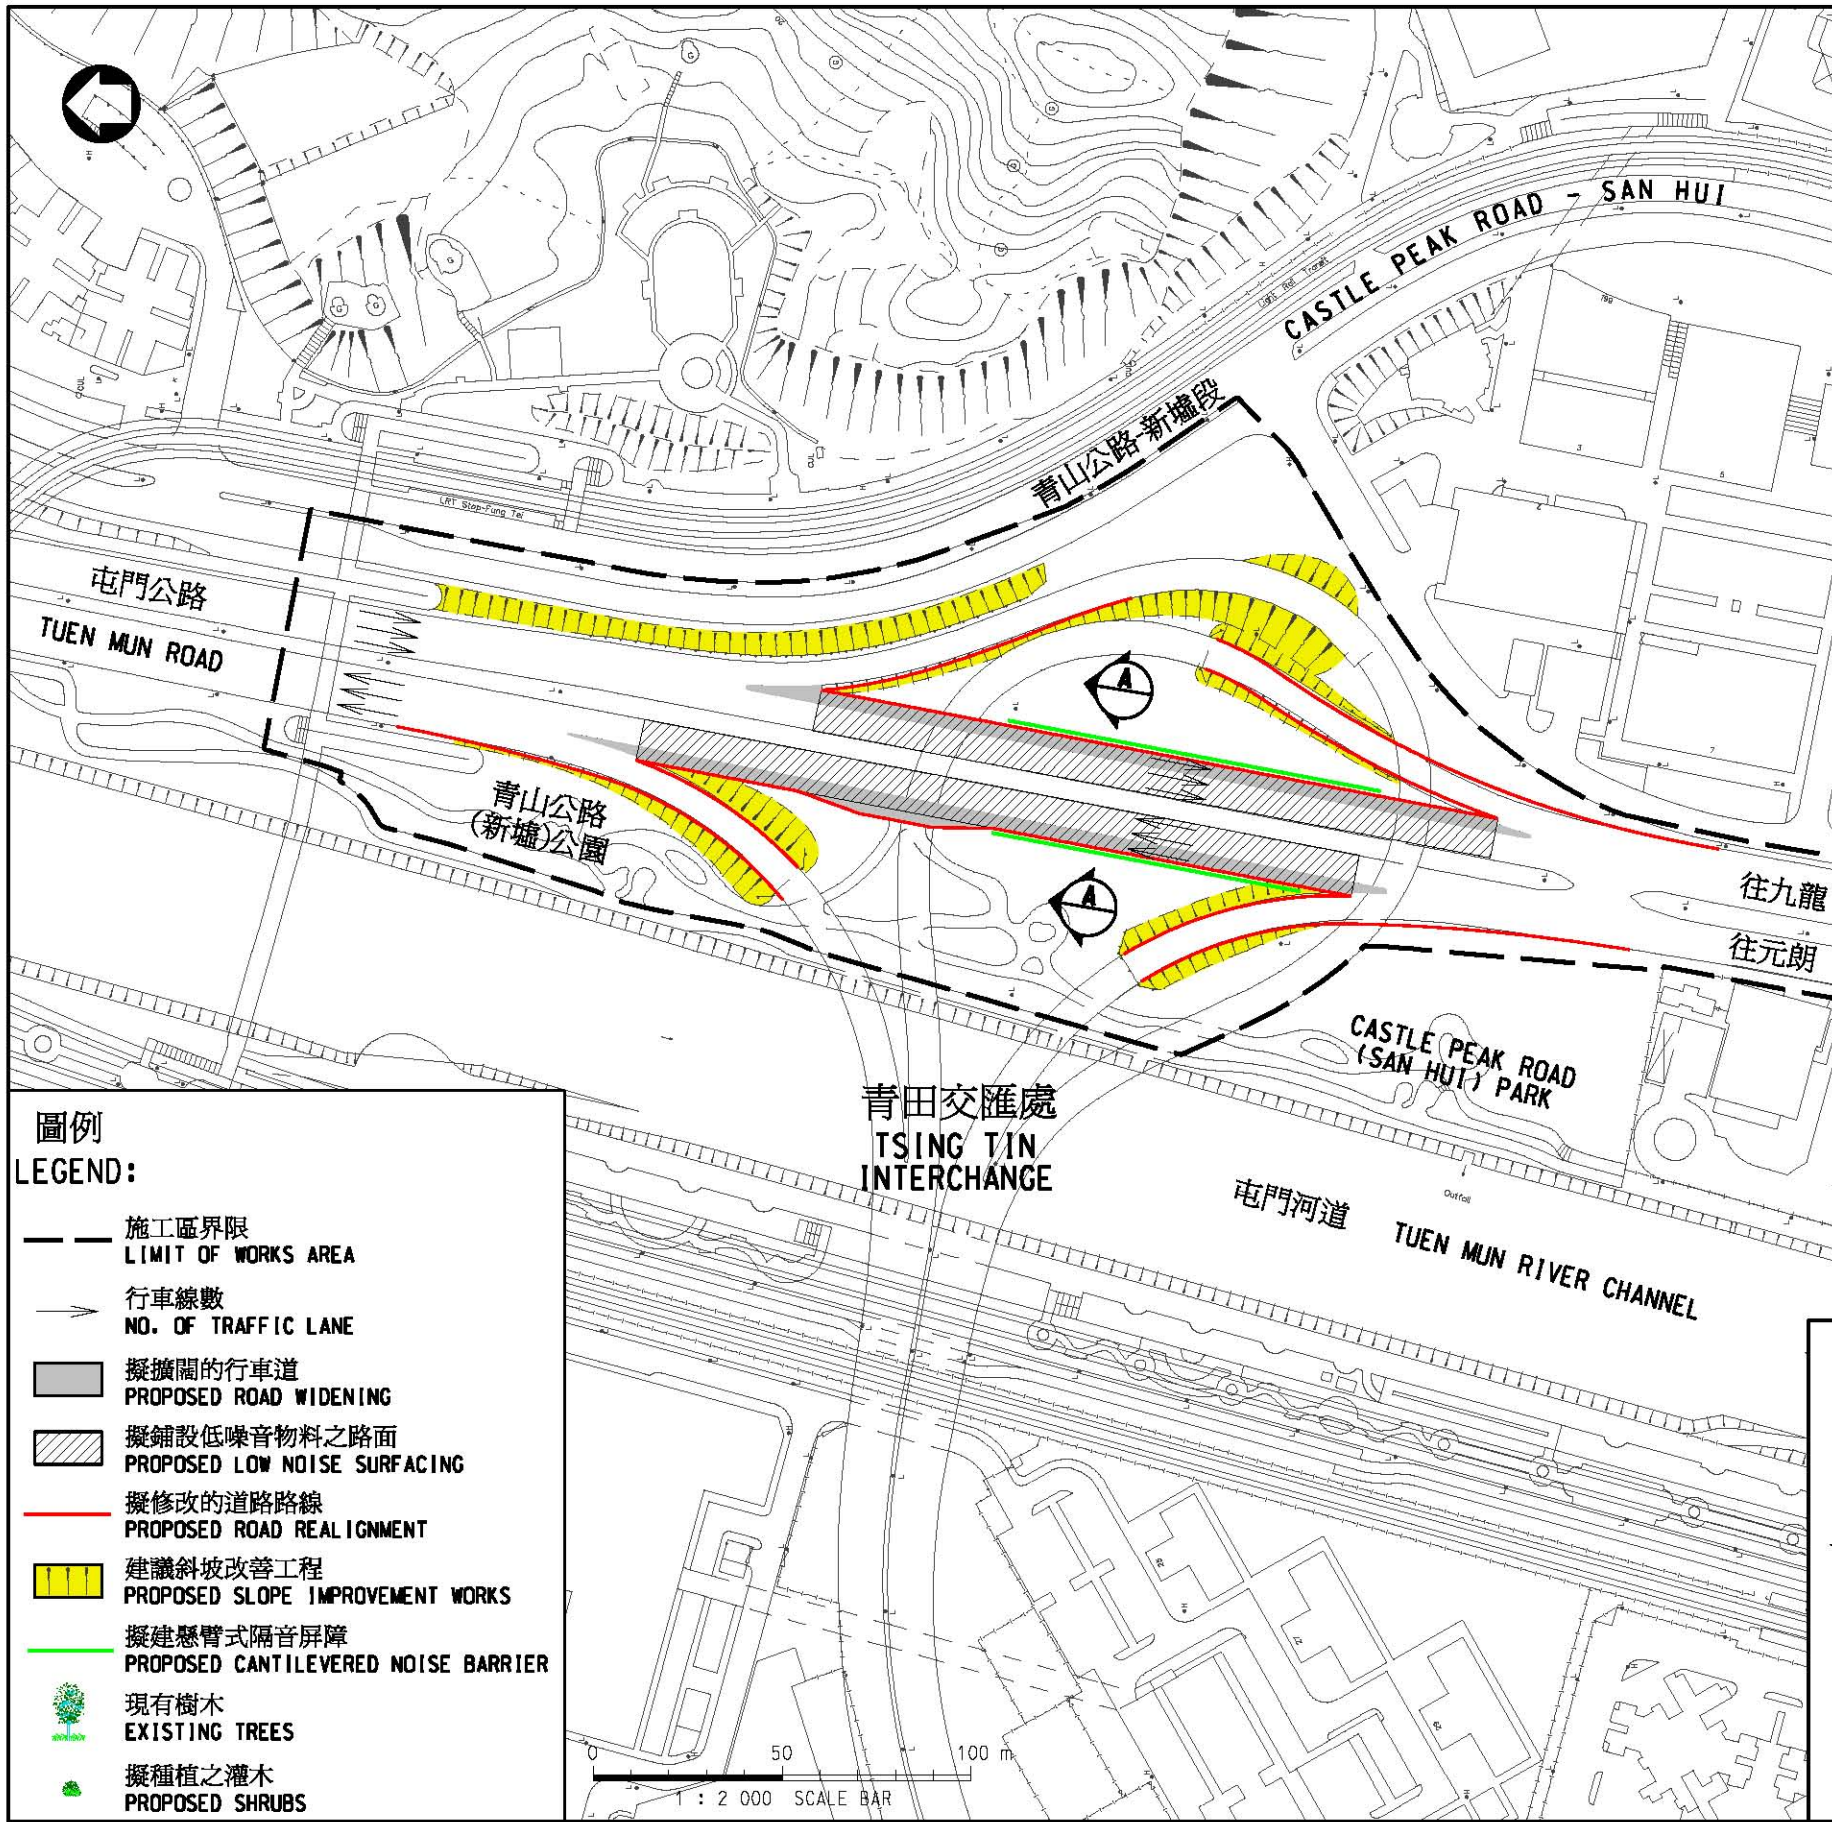 CASTLE PEAK ROAD - SAN HUI
Light Rail Transit
青山公路-新墟段
LRT Stop-Fung Tei
屯門公路
TUEN MUN ROAD
A
青山公路
(新墟)公園
A
往九龍
往元朗
CASTLE PEAK ROAD
(SAN HUI) PARK
青田交匯處
TSING TIN
INTERCHANGE
屯門河道 TUEN MUN RIVER CHANNEL
Outfall
圖例
LEGEND:
施工區界限
LIMIT OF WORKS AREA
行車線數
NO. OF TRAFFIC LANE
擬擴闊的行車道
PROPOSED ROAD WIDENING
擬鋪設低噪音物料之路面
PROPOSED LOW NOISE SURFACING
擬修改的道路路線
PROPOSED ROAD REALIGNMENT
建議斜坡改善工程
PROPOSED SLOPE IMPROVEMENT WORKS
擬建懸臂式隔音屏障
PROPOSED CANTILEVERED NOISE BARRIER
現有樹木
EXISTING TREES
擬種植之灌木
PROPOSED SHRUBS
0 50 100 m
1 : 2 000 SCALE BAR